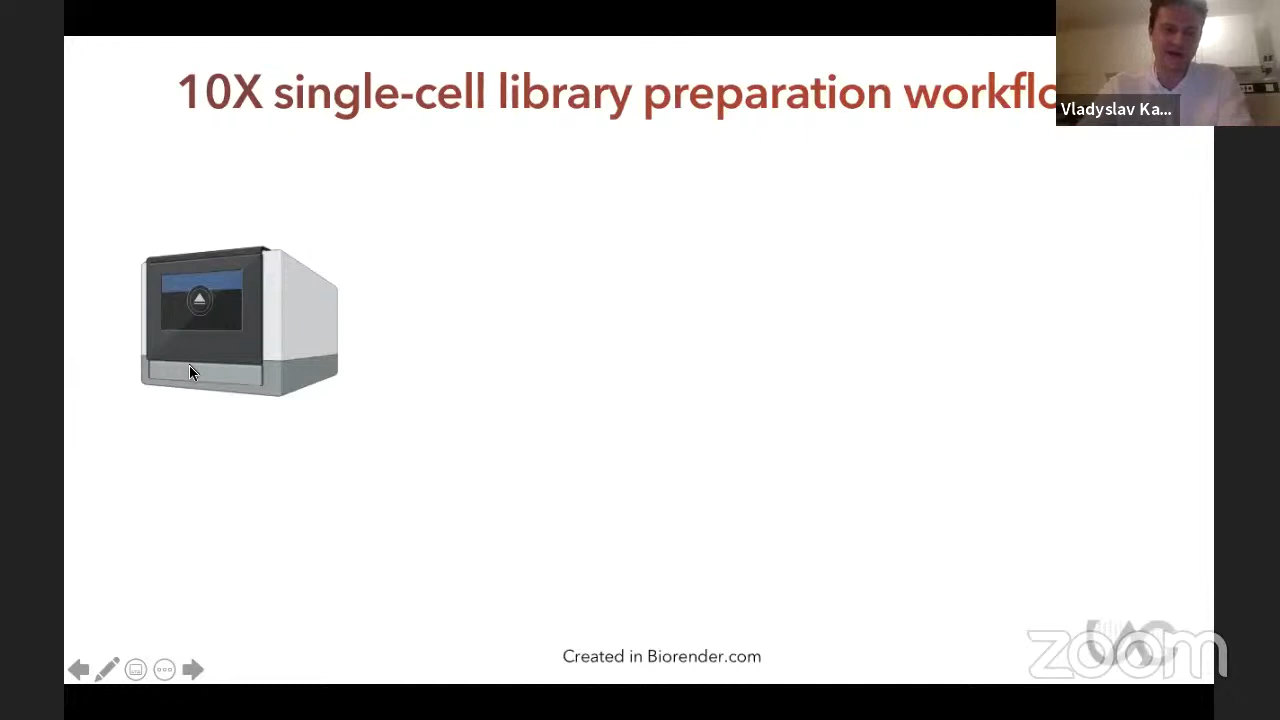 10X single-cell library preparation workflo
Vladyslav Ka...
Created in Biorender.com
zoom